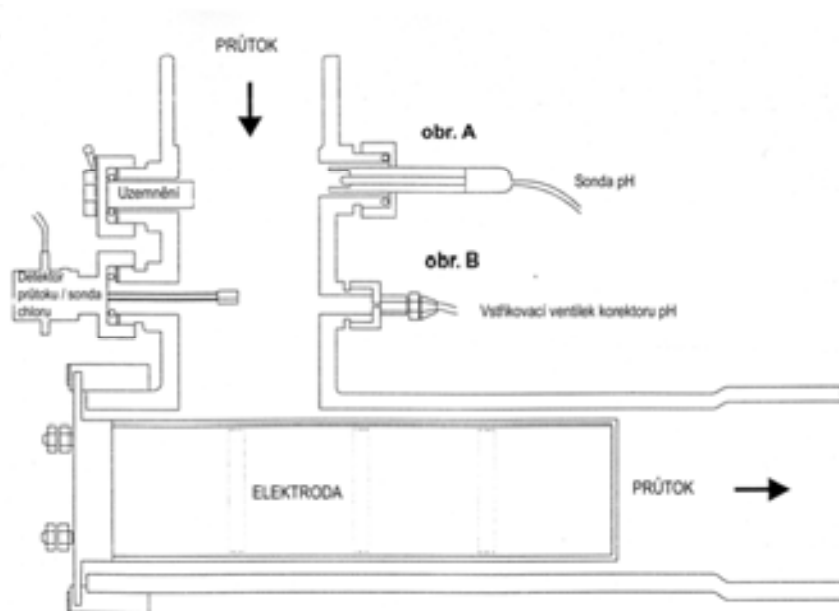 PRŮTOK
obr. A
Uzemnění
Sonda pH
obr. B
Detektor
průtoku / sonda
chloru
Vstřikovací ventilek korektoru pH
ELEKTRODA
PRŮTOK